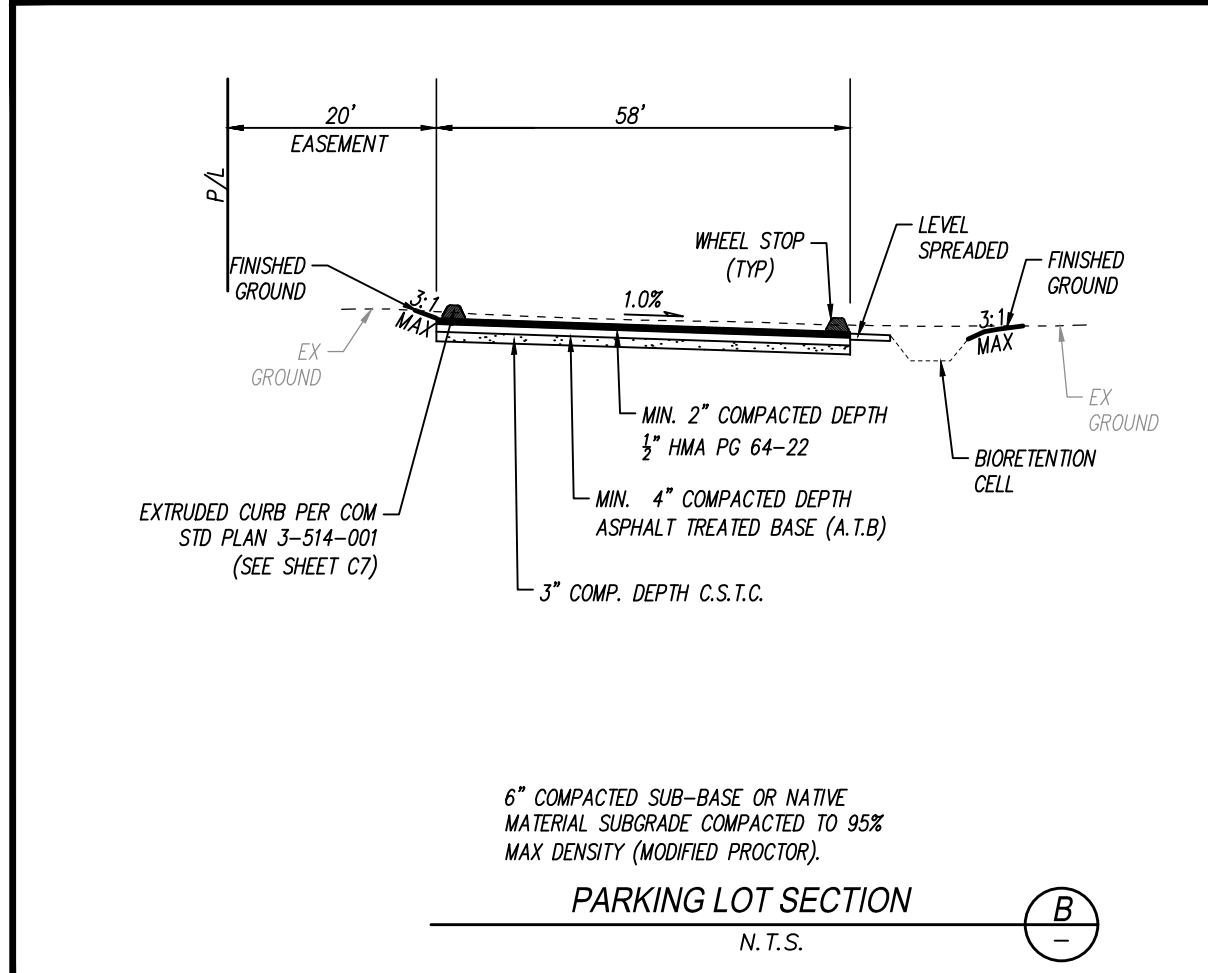 20' 58'
EASEMENT
P/L
WHEEL STOP
(TYP)
LEVEL
SPREADED
FINISHED
GROUND
FINISHED
GROUND
3:1
MAX
1.0%
3:1
MAX
EX
GROUND
EX
GROUND
MIN. 2" COMPACTED DEPTH
½" HMA PG 64-22
BIORETENTION
CELL
MIN. 4" COMPACTED DEPTH
ASPHALT TREATED BASE (A.T.B)
EXTRUDED CURB PER COM
STD PLAN 3-514-001
(SEE SHEET C7)
3" COMP. DEPTH C.S.T.C.
6" COMPACTED SUB-BASE OR NATIVE
MATERIAL SUBGRADE COMPACTED TO 95%
MAX DENSITY (MODIFIED PROCTOR).
PARKING LOT SECTION
N.T.S.
B
-